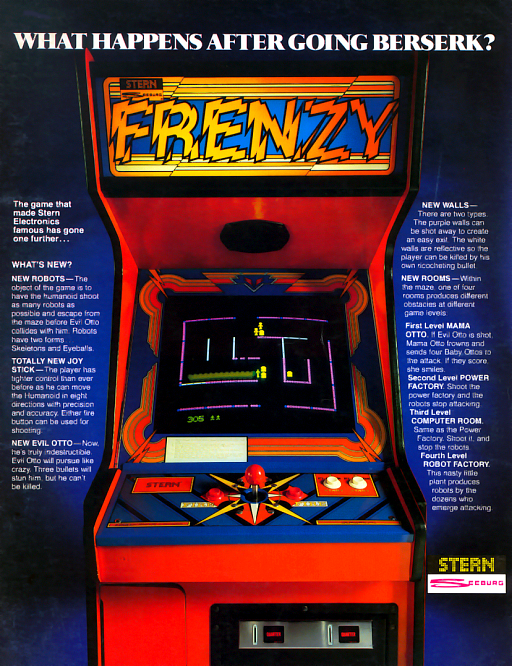 WHAT HAPPENS AFTER GOING BERSERK?
STERN
SEEBURG
FRENZY
The game that
made Stern
Electronics
famous has gone
one further...
WHAT'S NEW?
NEW ROBOTS—The
object of the game is to
have the humanoid shoot
as many robots as
possible and escape from
the maze before Evil Otto
collides with him. Robots
have two forms
Skeletons and Eyeballs.
TOTALLY NEW JOY
STICK—The player has
tighter control than ever
before as he can move
the Humanoid in eight
directions with precision
and accuracy. Either fire
button can be used for
shooting.
NEW EVIL OTTO—Now,
he's truly indestructible.
Evil Otto will pursue like
crazy. Three bullets will
stun him, but he can't
be killed.
NEW WALLS—
There are two types.
The purple walls can
be shot away to create
an easy exit. The white
walls are reflective so the
player can be killed by his
own ricocheting bullet.
NEW ROOMS—Within
the maze, one of four
rooms produces different
obstacles at different
game levels.
First Level MAMA
OTTO. If Evil Otto is shot,
Mama Otto frowns and
sends four Baby Ottos to
the attack. If they score,
she smiles.
Second Level POWER
FACTORY. Shoot the
power factory and the
robots stop attacking.
Third Level
COMPUTER ROOM.
Same as the Power
Factory. Shoot it, and
stop the robots.
Fourth Level
ROBOT FACTORY.
This nasty little
plant produces
robots by the
dozens who
emerge attacking.
305
STERN
STERN
SEEBURG
QUARTER
QUARTER